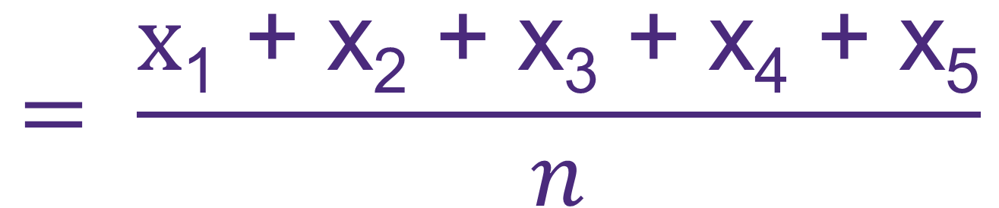 x₁ + x₂ + x₃ + x₄ + x₅
=
n